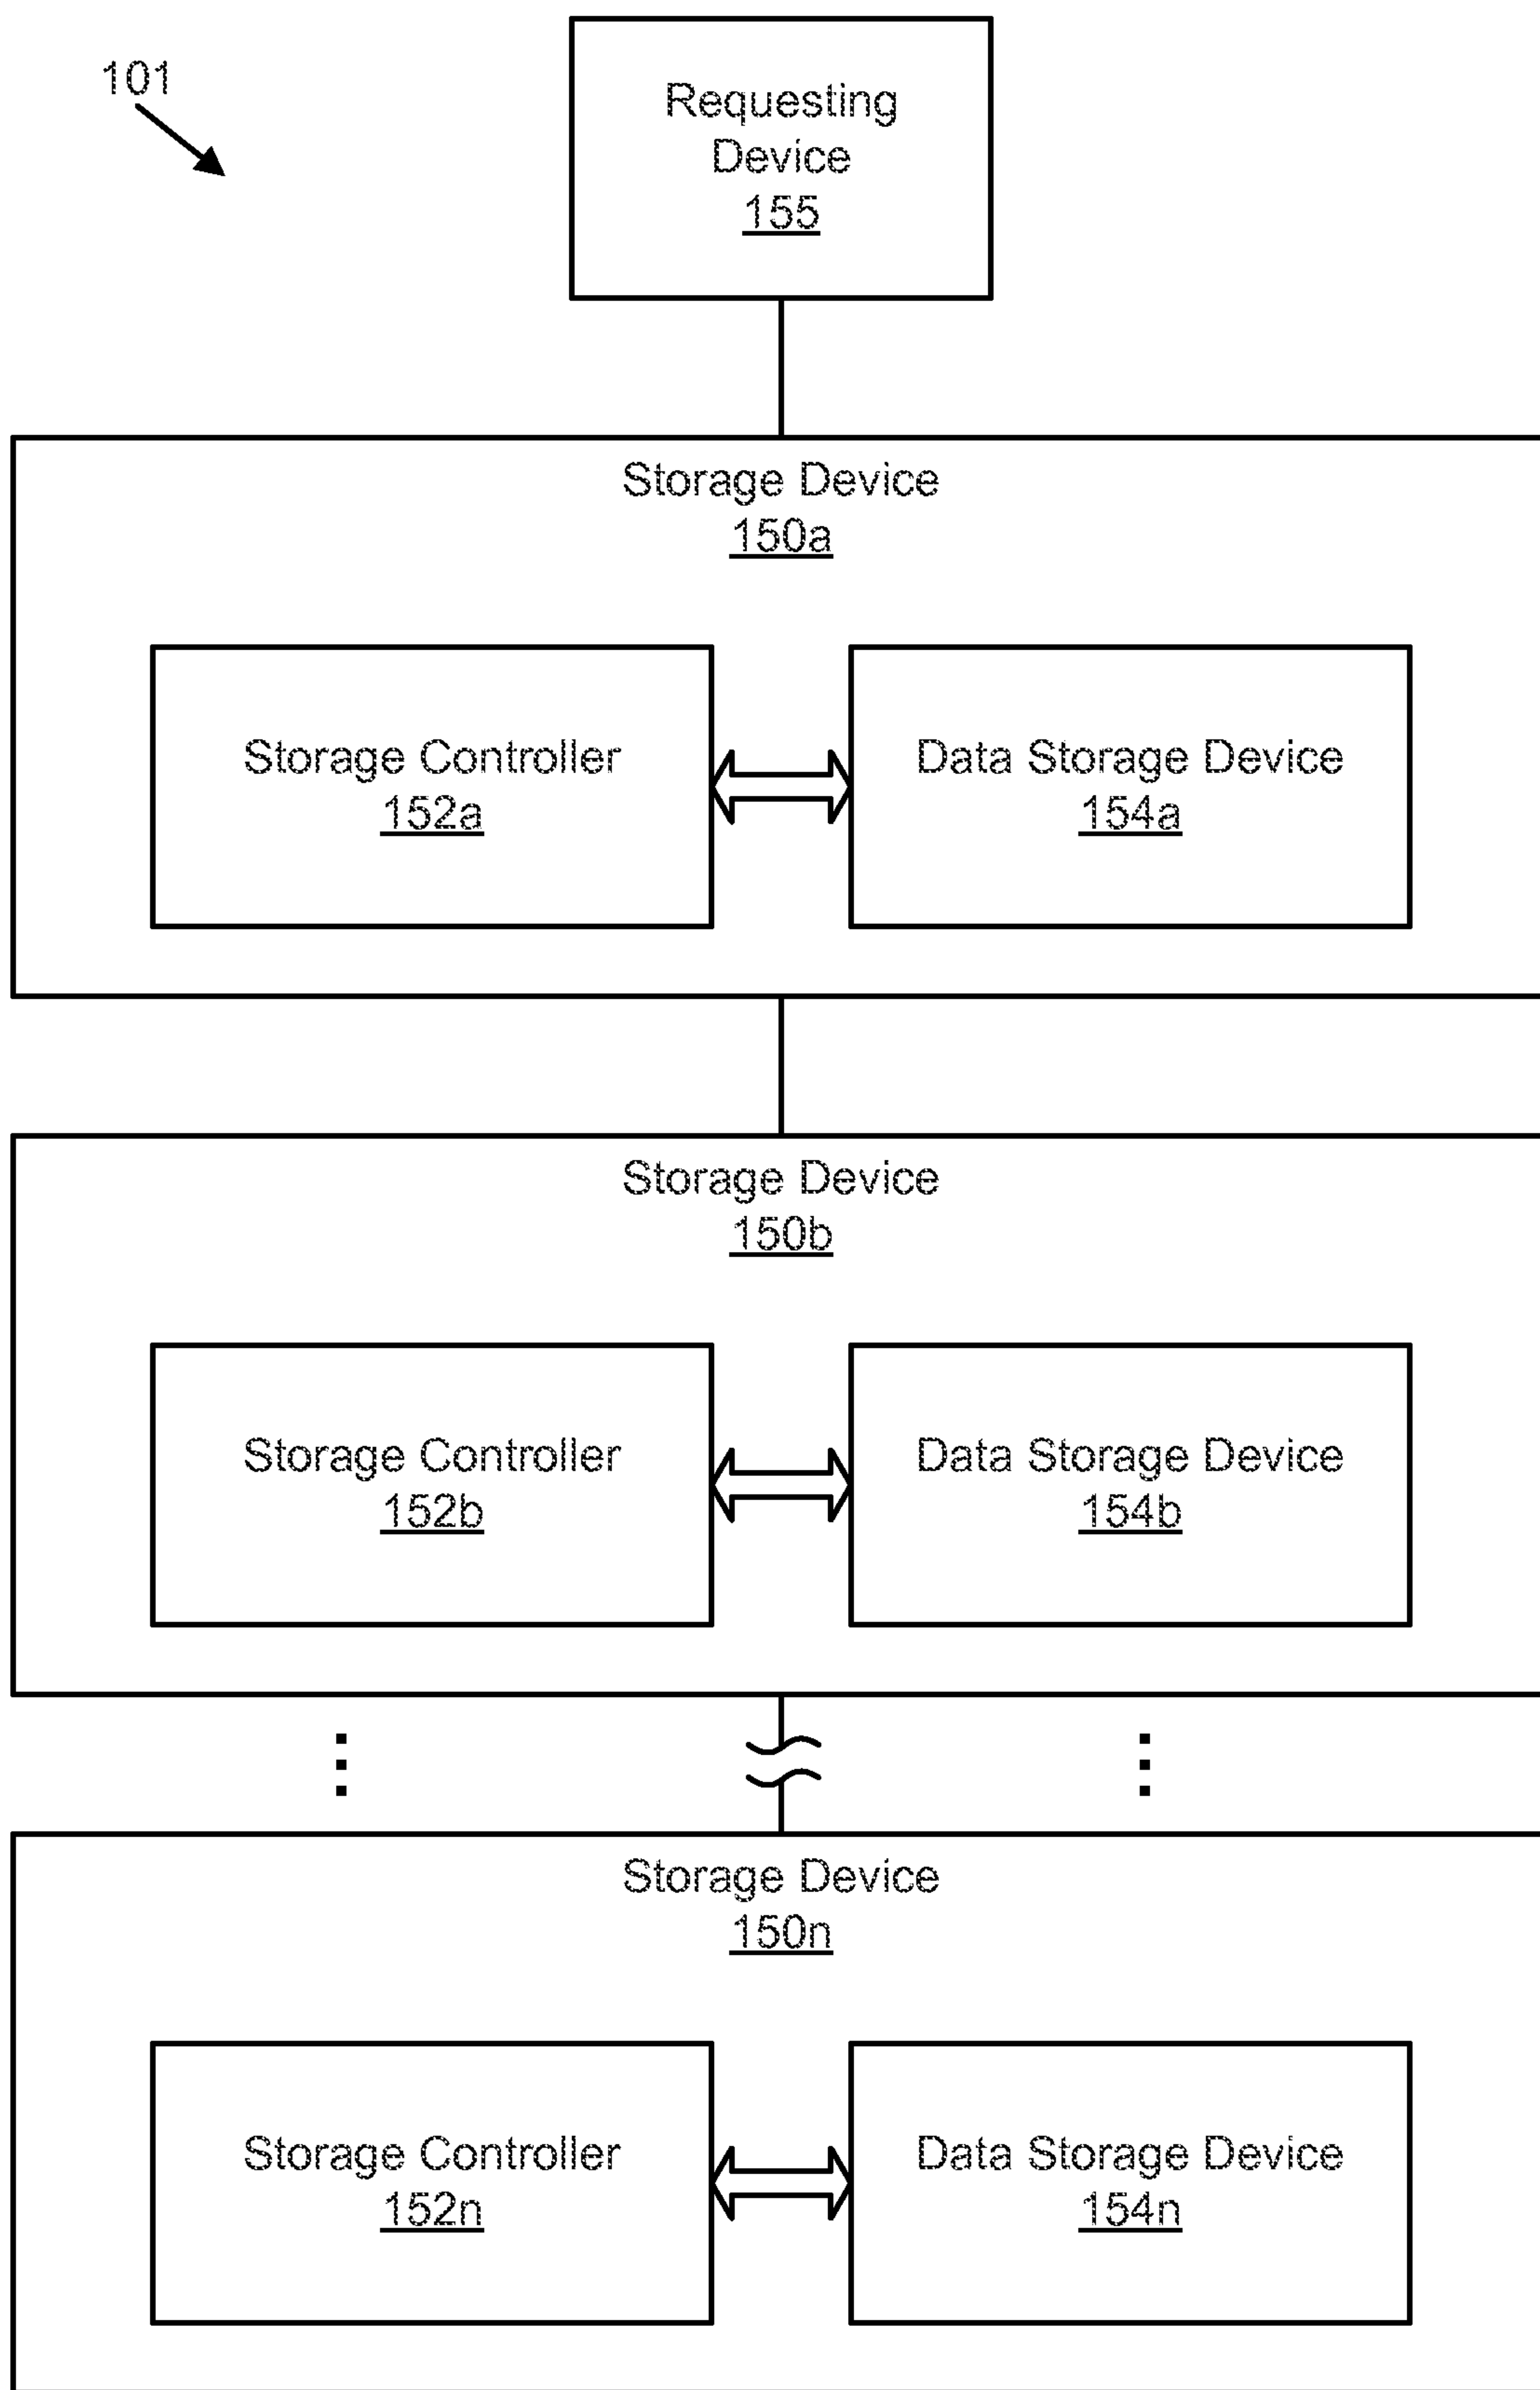 101
Requesting
Device
155
Storage Device
150a
Storage Controller
152a
Data Storage Device
154a
Storage Device
150b
Storage Controller
152b
Data Storage Device
154b
Storage Device
150n
Storage Controller
152n
Data Storage Device
154n